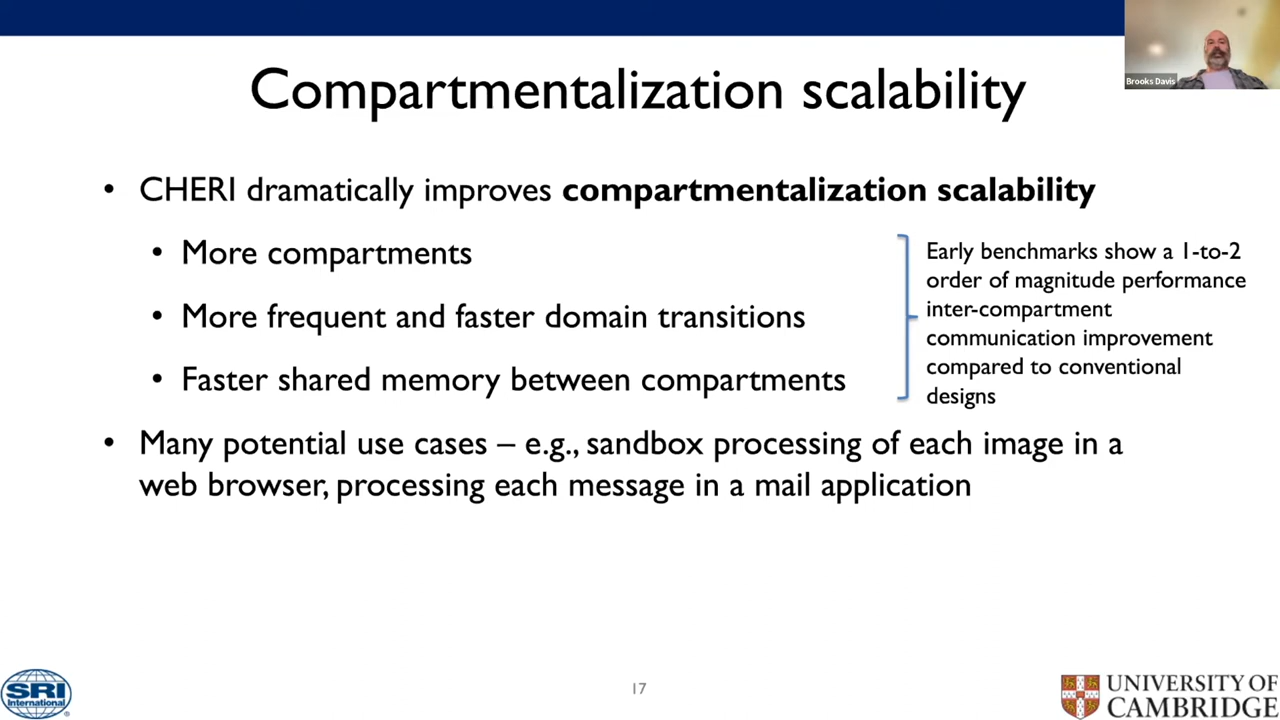 Brooks Davis
Compartmentalization scalability
• CHERI dramatically improves compartmentalization scalability
• More compartments
• More frequent and faster domain transitions
• Faster shared memory between compartments
Early benchmarks show a 1-to-2
order of magnitude performance
inter-compartment
communication improvement
compared to conventional
designs
• Many potential use cases – e.g., sandbox processing of each image in a
web browser, processing each message in a mail application
SRI
International
®
17
UNIVERSITY OF
CAMBRIDGE